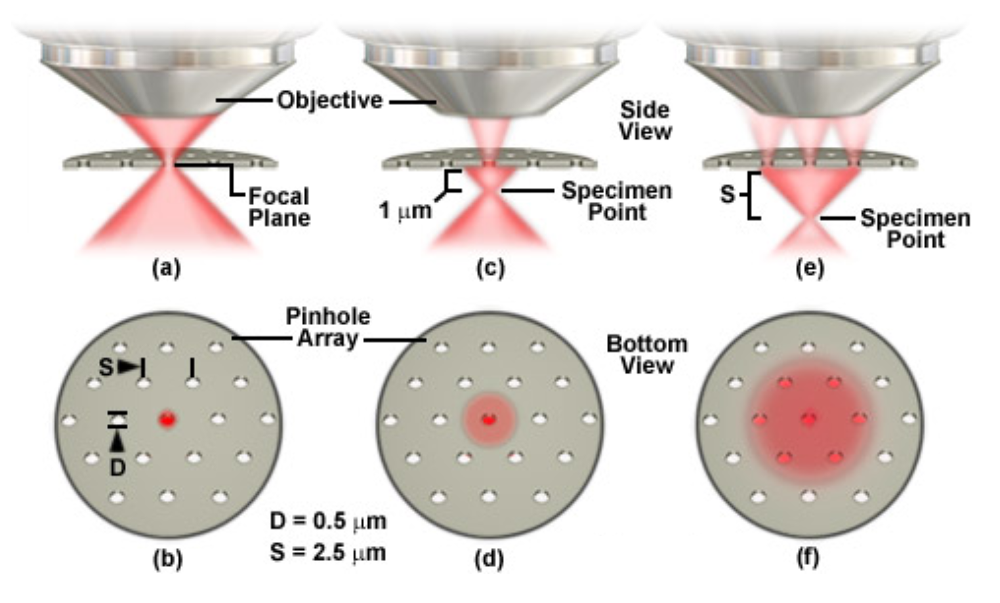 Objective
Side
View
Focal
Plane
1 μm
Specimen
Point
S
Specimen
Point
(a)
(c)
(e)
Pinhole
Array
Bottom
View
S
D
D = 0.5 μm
S = 2.5 μm
(b)
(d)
(f)